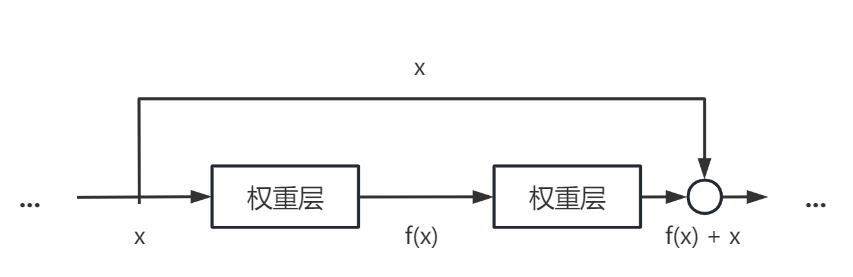 x
... 权重层 权重层 ...
x f(x) f(x) + x